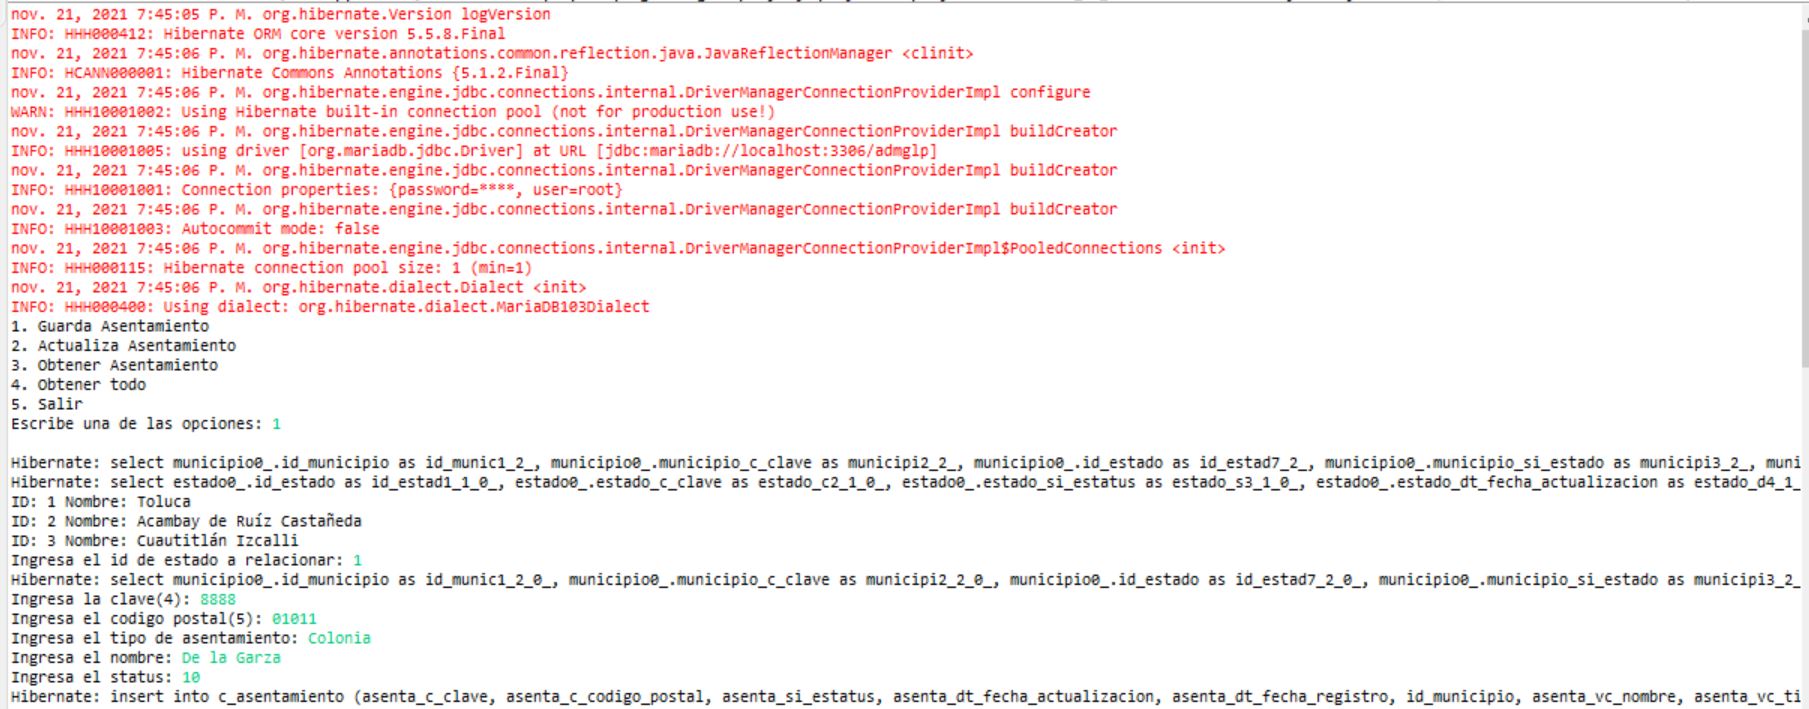 nov. 21, 2021 7:45:05 P. M. org.hibernate.Version logVersion
INFO: HHH000412: Hibernate ORM core version 5.5.8.Final
nov. 21, 2021 7:45:06 P. M. org.hibernate.annotations.common.reflection.java.JavaReflectionManager <clinit>
INFO: HCANN000001: Hibernate Commons Annotations {5.1.2.Final}
nov. 21, 2021 7:45:06 P. M. org.hibernate.engine.jdbc.connections.internal.DriverManagerConnectionProviderImpl configure
WARN: HHH10001002: Using Hibernate built-in connection pool (not for production use!)
nov. 21, 2021 7:45:06 P. M. org.hibernate.engine.jdbc.connections.internal.DriverManagerConnectionProviderImpl buildCreator
INFO: HHH10001005: using driver [org.mariadb.jdbc.Driver] at URL [jdbc:mariadb://localhost:3306/admglp]
nov. 21, 2021 7:45:06 P. M. org.hibernate.engine.jdbc.connections.internal.DriverManagerConnectionProviderImpl buildCreator
INFO: HHH10001001: Connection properties: {password=****, user=root}
nov. 21, 2021 7:45:06 P. M. org.hibernate.engine.jdbc.connections.internal.DriverManagerConnectionProviderImpl buildCreator
INFO: HHH10001003: Autocommit mode: false
nov. 21, 2021 7:45:06 P. M. org.hibernate.engine.jdbc.connections.internal.DriverManagerConnectionProviderImpl$PooledConnections <init>
INFO: HHH000115: Hibernate connection pool size: 1 (min=1)
nov. 21, 2021 7:45:06 P. M. org.hibernate.dialect.Dialect <init>
INFO: HHH000400: Using dialect: org.hibernate.dialect.MariaDB103Dialect
1. Guarda Asentamiento
2. Actualiza Asentamiento
3. Obtener Asentamiento
4. Obtener todo
5. Salir
Escribe una de las opciones: 1
Hibernate: select municipio0_.id_municipio as id_munic1_2_, municipio0_.municipio_c_clave as municipi2_2_, municipio0_.id_estado as id_estad7_2_, municipio0_.municipio_si_estado as municipi3_2_, muni
Hibernate: select estado0_.id_estado as id_estad1_1_0_, estado0_.estado_c_clave as estado_c2_1_0_, estado0_.estado_si_estatus as estado_s3_1_0_, estado0_.estado_dt_fecha_actualizacion as estado_d4_1_
ID: 1 Nombre: Toluca
ID: 2 Nombre: Acambay de Ruíz Castañeda
ID: 3 Nombre: Cuautitlán Izcalli
Ingresa el id de estado a relacionar: 1
Hibernate: select municipio0_.id_municipio as id_munic1_2_0_, municipio0_.municipio_c_clave as municipi2_2_0_, municipio0_.id_estado as id_estad7_2_0_, municipio0_.municipio_si_estado as municipi3_2_
Ingresa la clave(4): 8888
Ingresa el codigo postal(5): 01011
Ingresa el tipo de asentamiento: Colonia
Ingresa el nombre: De la Garza
Ingresa el status: 10
Hibernate: insert into c_asentamiento (asenta_c_clave, asenta_c_codigo_postal, asenta_si_estatus, asenta_dt_fecha_actualizacion, asenta_dt_fecha_registro, id_municipio, asenta_vc_nombre, asenta_vc_ti